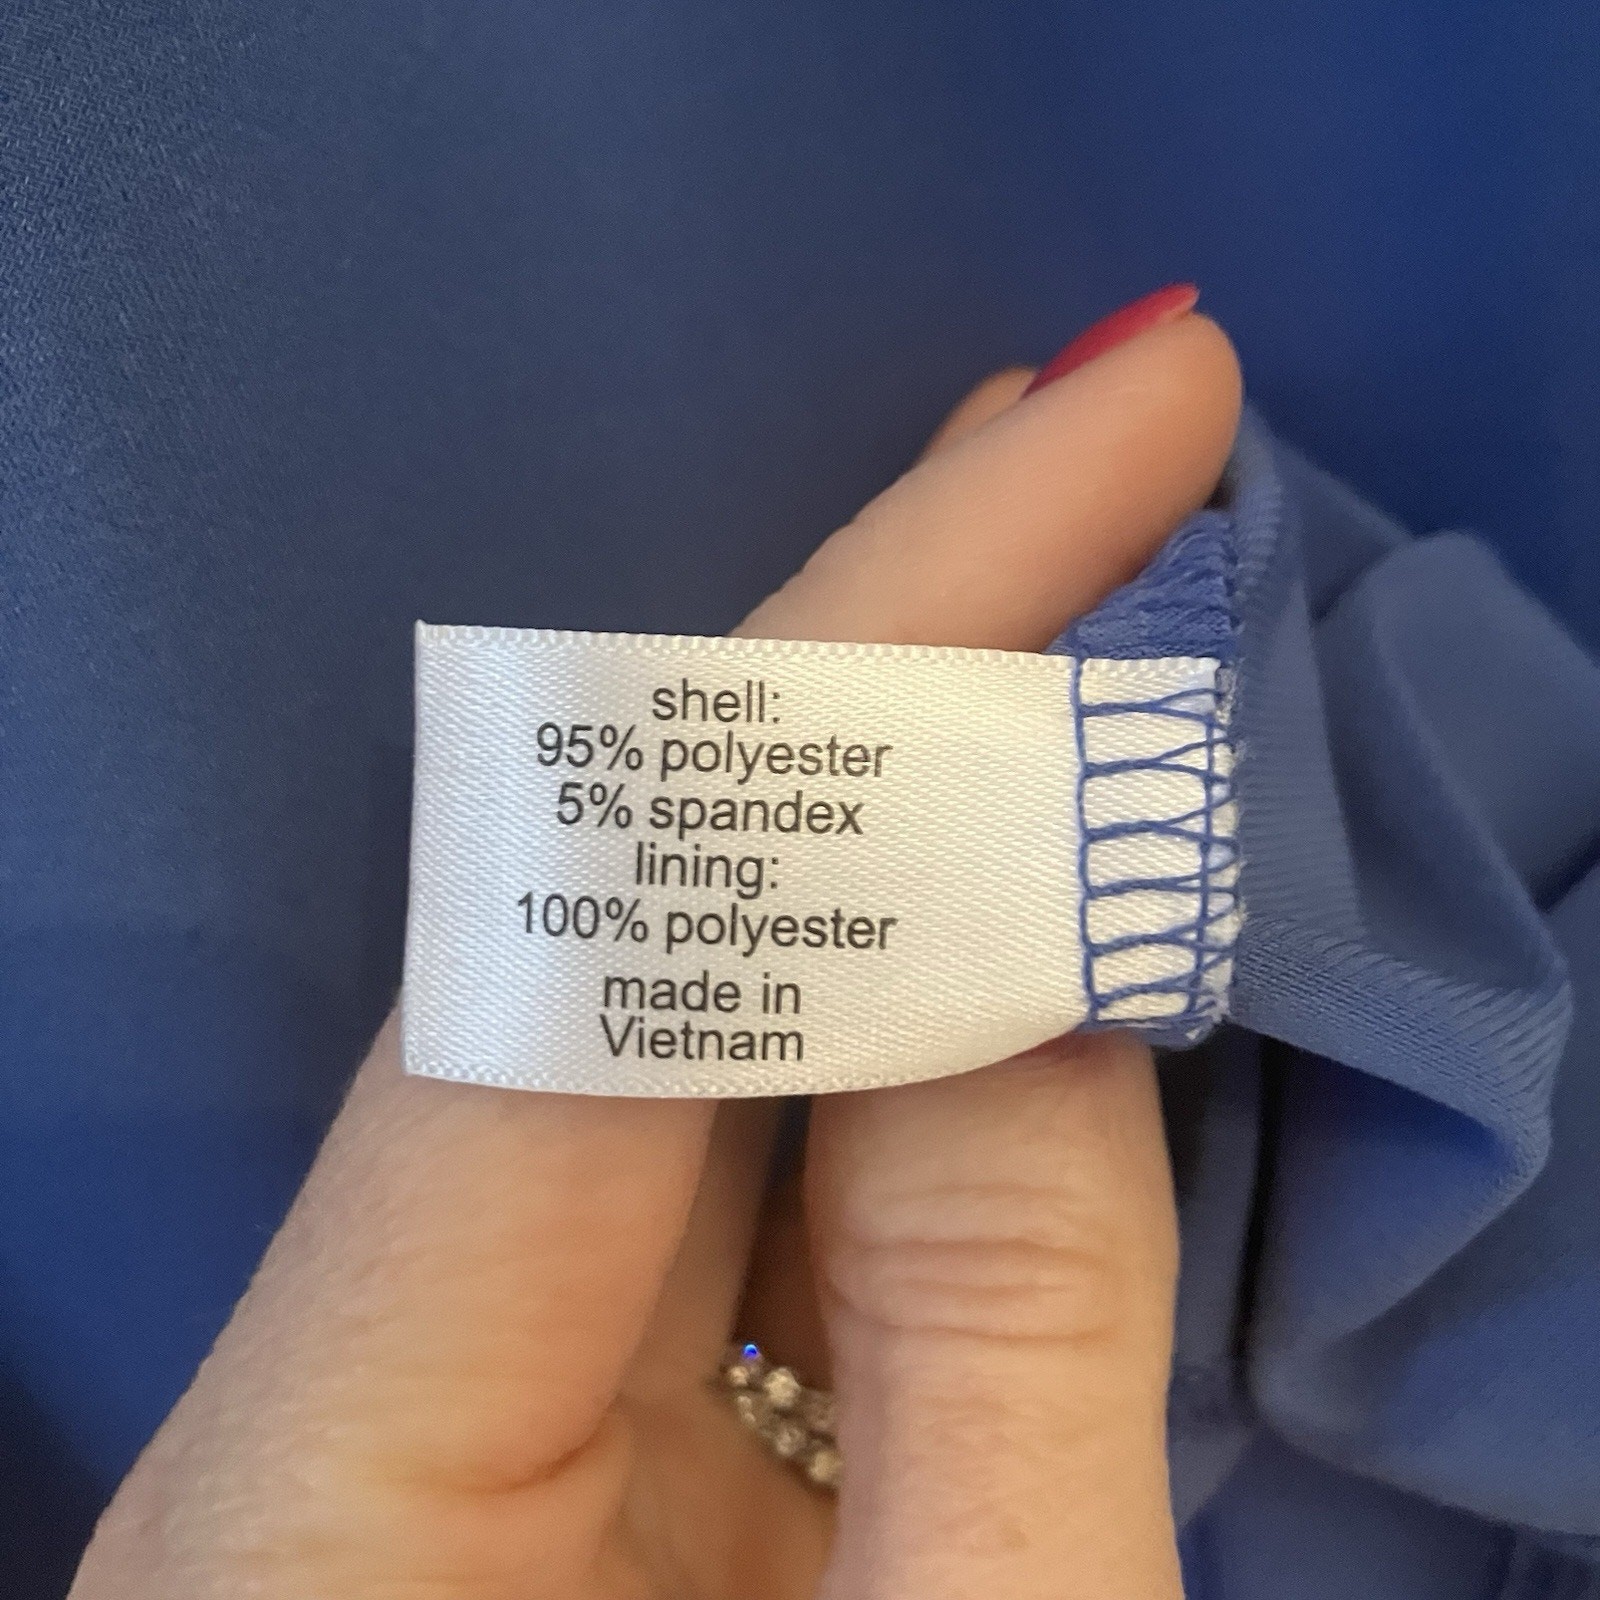 shell:
95% polyester
5% spandex
lining:
100% polyester
made in
Vietnam